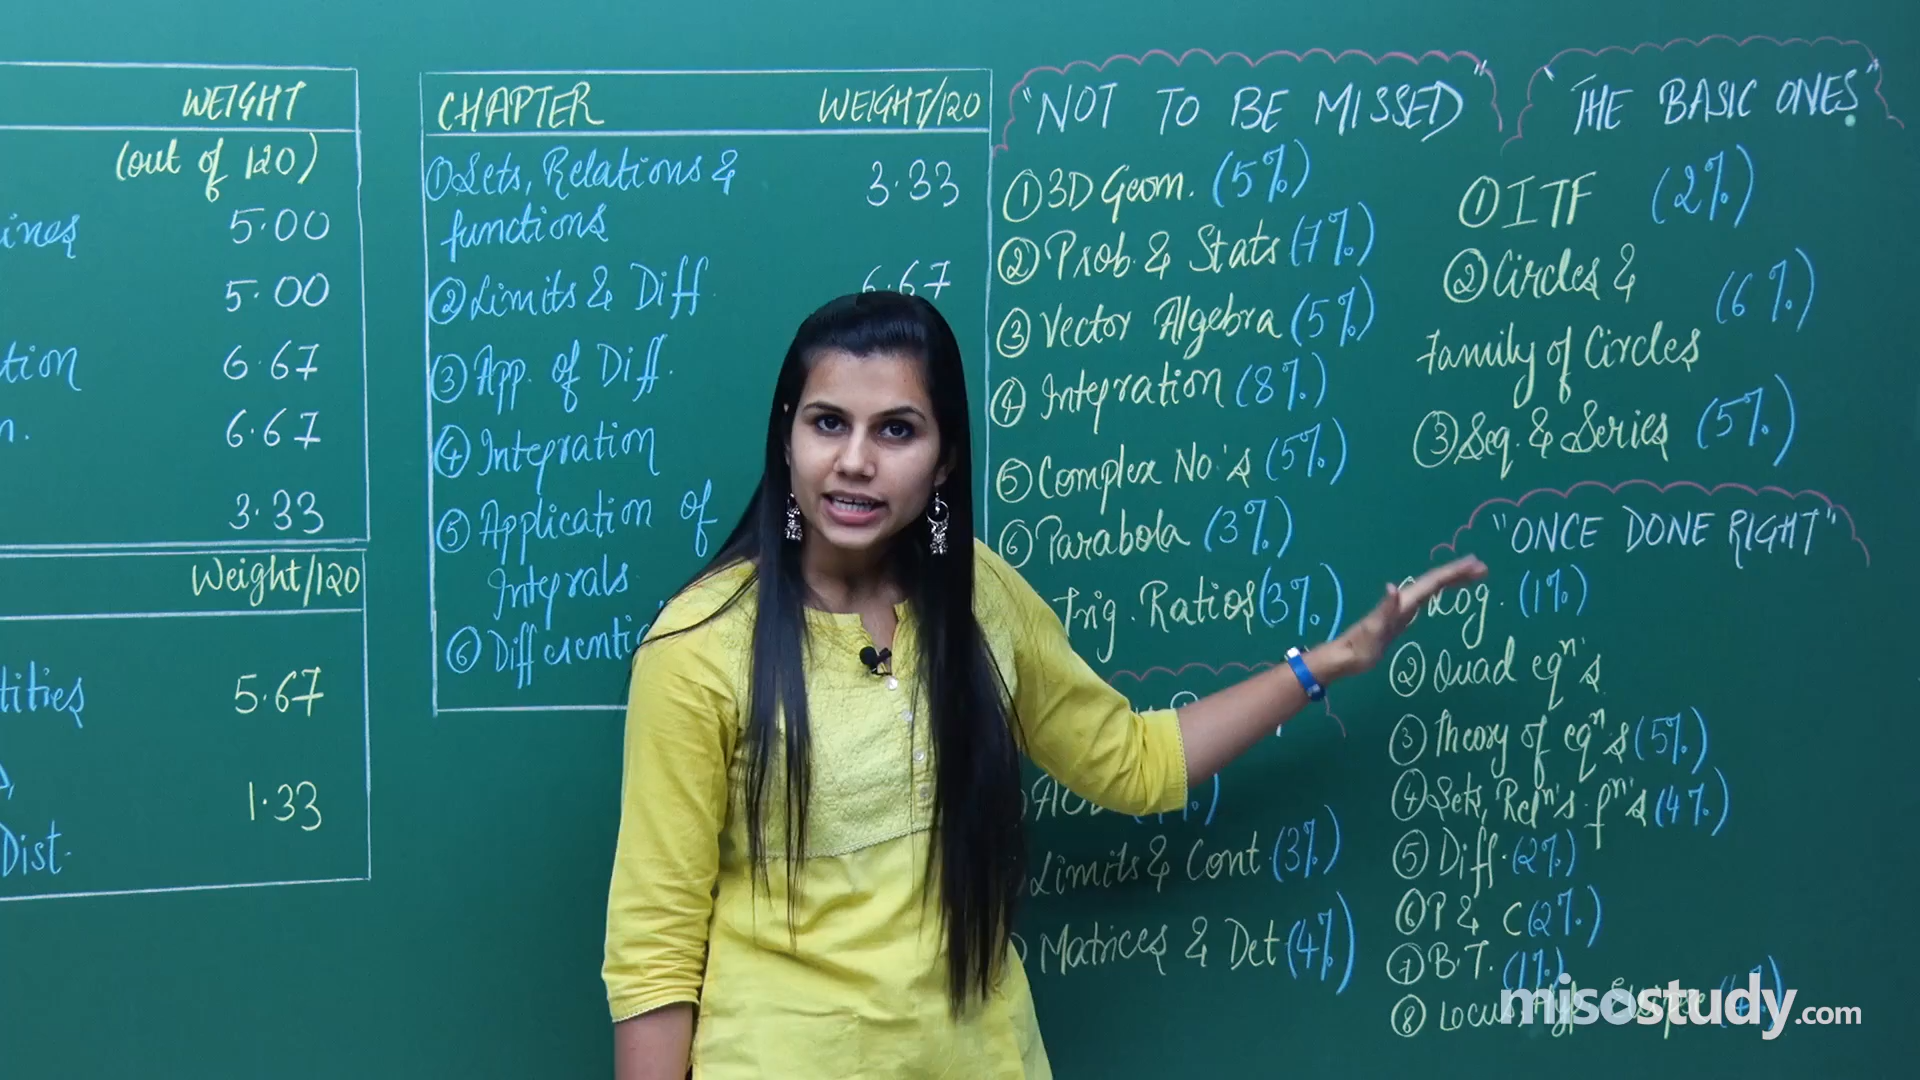 WEIGHT
(out of 120)
ines 5.00
5.00
tion 6.67
n. 6.67
3.33
Weight/120
tities 5.67
1.33
Dist.
CHAPTER WEIGHT/120
① Sets, Relations & 3.33
functions
② Limits & Diff. 6.67
③ App. of Diff.
④ Integration
⑤ Application of
Integrals
⑥ Differentia
"NOT TO BE MISSED"
① 3D Geom. (5%)
② Prob. & Stats (7%)
③ Vector Algebra (5%)
④ Integration (8%)
⑤ Complex No.'s (5%)
⑥ Parabola (3%)
Trig. Ratios (3%)
Limits & Cont. (3%)
Matrices & Det (4%)
"THE BASIC ONES"
① ITF (2%)
② Circles &
Family of Circles (6%)
③ Seq. & Series (5%)
"ONCE DONE RIGHT"
Log. (1%)
② Quad eqⁿ's
③ Theory of eqⁿ's (5%)
④ Sets, Relⁿ's fⁿ's (4%)
⑤ Diff. (2%)
⑥ P & C (2%)
⑦ B.T. (1%)
⑧ Locus,
misostudy.com